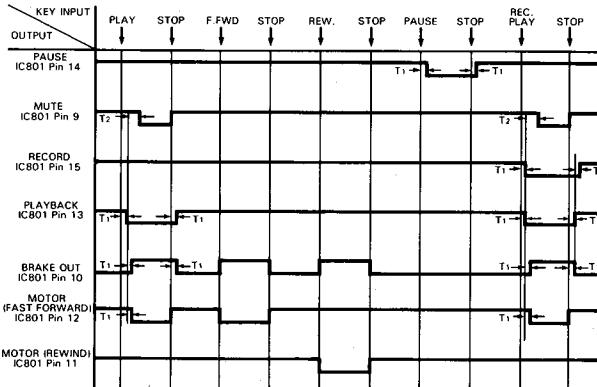 KEY INPUT
OUTPUT
PLAY STOP F.FWD STOP REW. STOP PAUSE STOP REC. PLAY STOP
PAUSE
IC801 Pin 14
T1 T1
MUTE
IC801 Pin 9
T2 T2
RECORD
IC801 Pin 15
T1 T
PLAYBACK
IC801 Pin 13
T1 T1 T1 T
BRAKE OUT
IC801 Pin 10
T1 T1 T1 T
MOTOR
(FAST FORWARD)
IC801 Pin 12
T1 T1
MOTOR (REWIND)
IC801 Pin 11